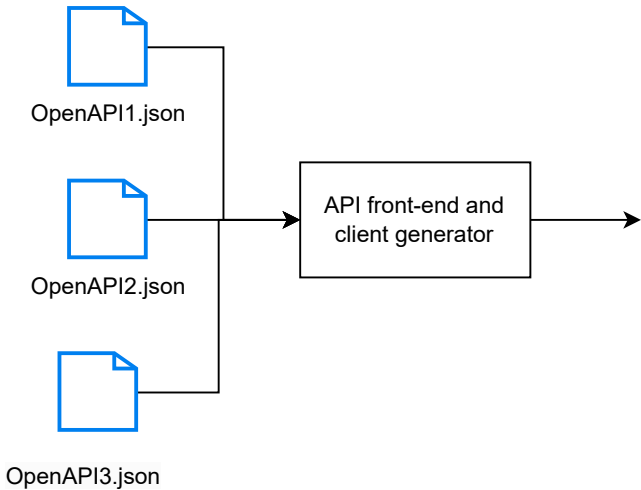 OpenAPI1.json
API front-end and
client generator
OpenAPI2.json
OpenAPI3.json